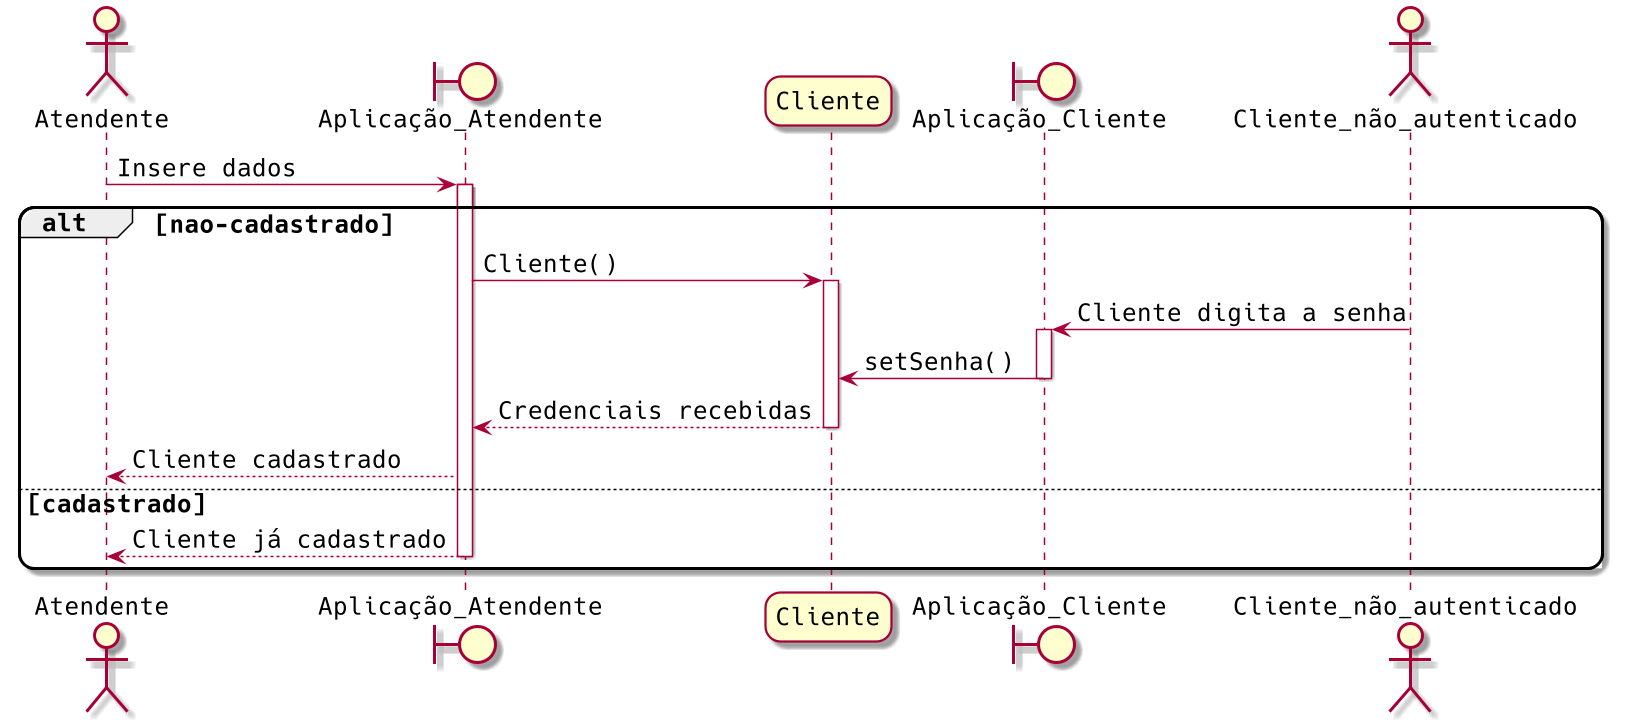 Atendente
Aplicação_Atendente
Cliente
Aplicação_Cliente
Cliente_não_autenticado
Insere dados
alt [nao-cadastrado]
Cliente()
Cliente digita a senha
setSenha()
Credenciais recebidas
Cliente cadastrado
[cadastrado]
Cliente já cadastrado
Atendente
Aplicação_Atendente
Cliente
Aplicação_Cliente
Cliente_não_autenticado